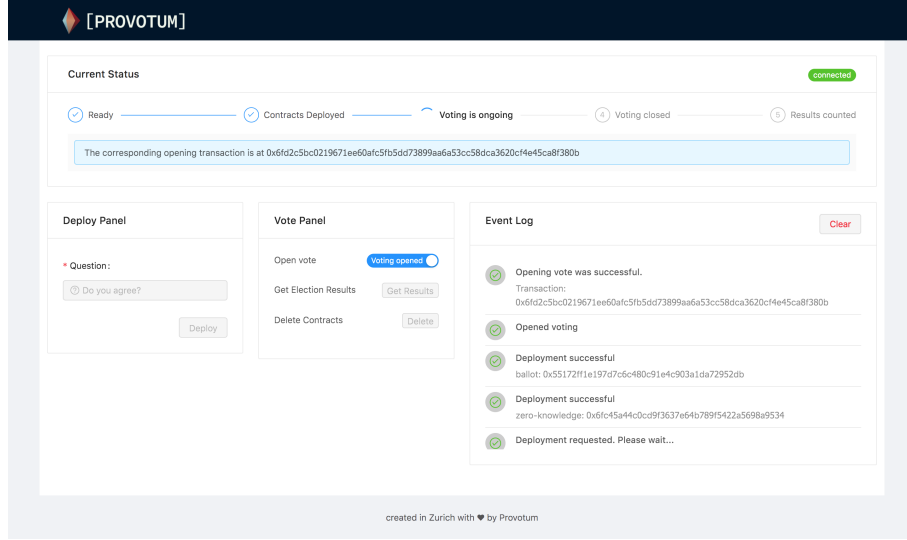 [PROVOTUM]
Current Status
connected
Ready
Contracts Deployed
Voting is ongoing
4 Voting closed
5 Results counted
The corresponding opening transaction is at 0x6fd2c5bc0219671ee60afc5fb5dd73899aa6a53cc58dca3620cf4e45ca8f380b
Deploy Panel
* Question:
Do you agree?
Deploy
Vote Panel
Open vote
Voting opened
Get Election Results
Get Results
Delete Contracts
Delete
Event Log
Clear
Opening vote was successful.
Transaction:
0x6fd2c5bc0219671ee60afc5fb5dd73899aa6a53cc58dca3620cf4e45ca8f380b
Opened voting
Deployment successful
ballot: 0x55172ff1e197d7c6c480c91e4c903a1da72952db
Deployment successful
zero-knowledge: 0x6fc45a44c0cd9f3637e64b789f5422a5698a9534
Deployment requested. Please wait...
created in Zurich with ♥ by Provotum